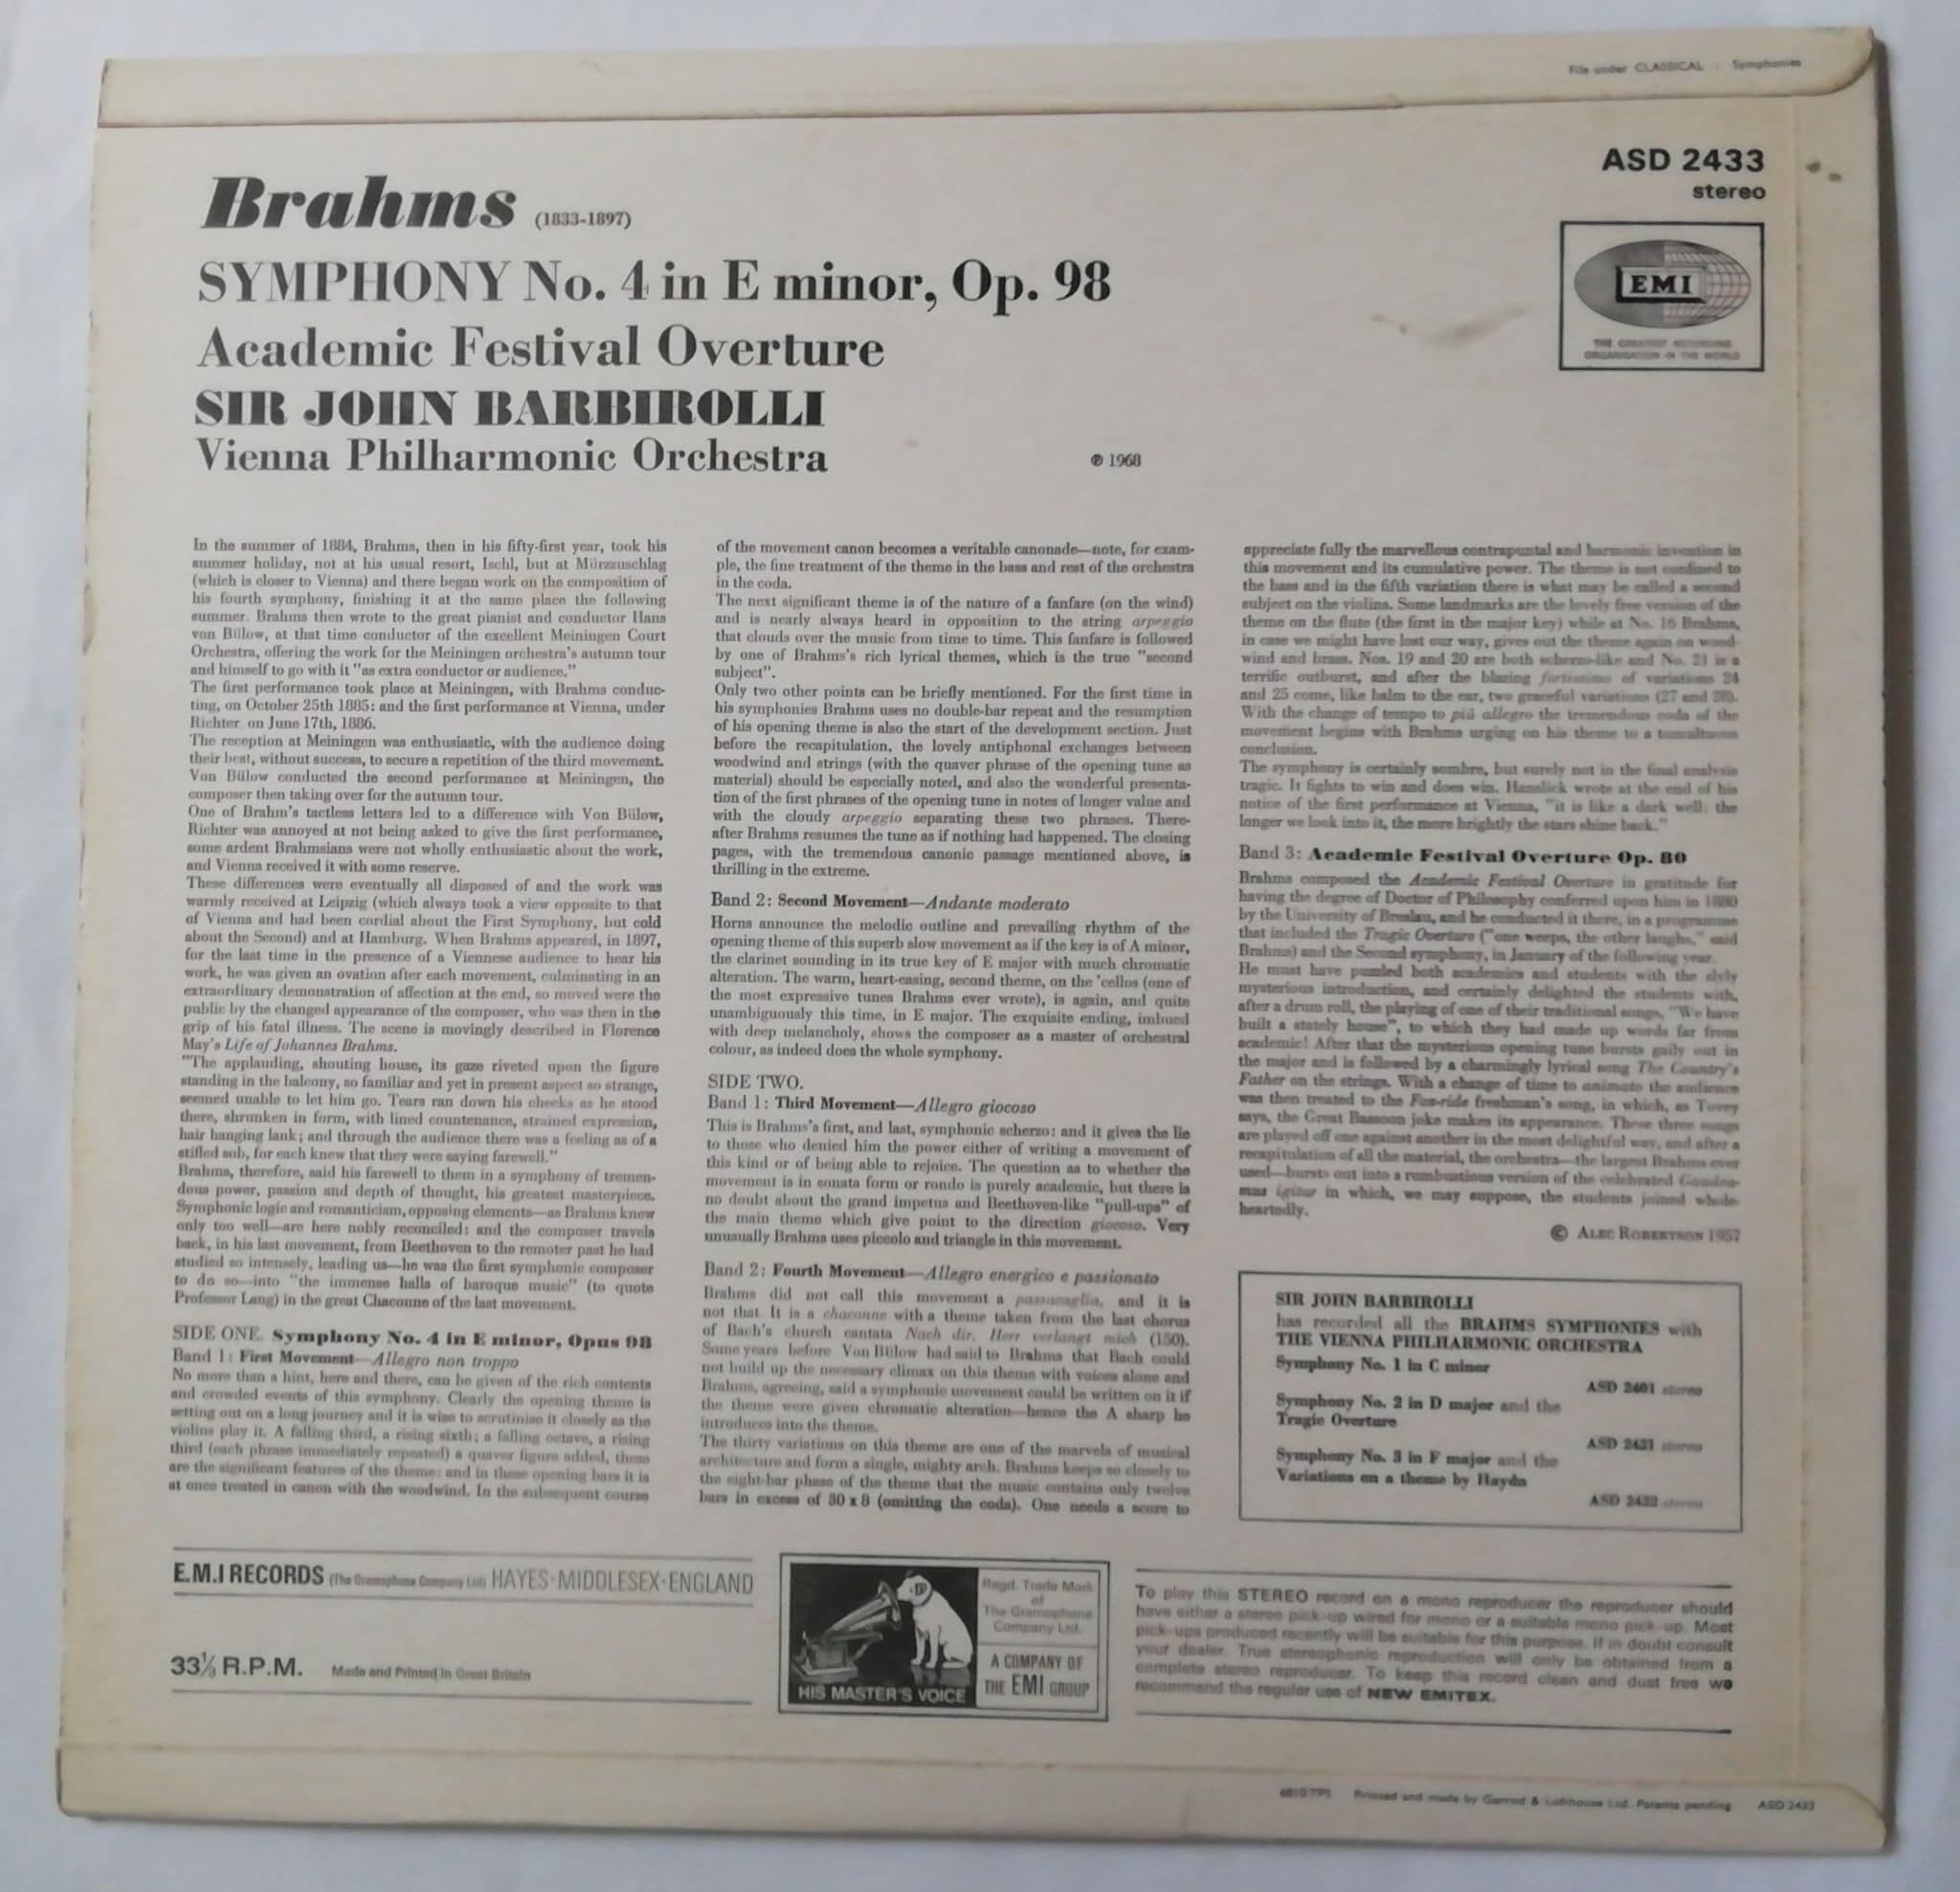 File under CLASSICAL : Symphonies
ASD 2433
stereo
Brahms (1833-1897)
SYMPHONY No. 4 in E minor, Op. 98
Academic Festival Overture
SIR JOHN BARBIROLLI
Vienna Philharmonic Orchestra
℗ 1968
EMI
THE GREATEST RECORDING
ORGANISATION IN THE WORLD
In the summer of 1884, Brahms, then in his fifty-first year, took his
summer holiday, not at his usual resort, Ischl, but at Mürzzuschlag
(which is closer to Vienna) and there began work on the composition of
his fourth symphony, finishing it at the same place the following
summer. Brahms then wrote to the great pianist and conductor Hans
von Bülow, at that time conductor of the excellent Meiningen Court
Orchestra, offering the work for the Meiningen orchestra's autumn tour
and himself to go with it "as extra conductor or audience."
The first performance took place at Meiningen, with Brahms conduc-
ting, on October 25th 1885: and the first performance at Vienna, under
Richter on June 17th, 1886.
The reception at Meiningen was enthusiastic, with the audience doing
their best, without success, to secure a repetition of the third movement.
Von Bülow conducted the second performance at Meiningen, the
composer then taking over for the autumn tour.
One of Brahm's tactless letters led to a difference with Von Bülow,
Richter was annoyed at not being asked to give the first performance,
some ardent Brahmsians were not wholly enthusiastic about the work,
and Vienna received it with some reserve.
These differences were eventually all disposed of and the work was
warmly received at Leipzig (which always took a view opposite to that
of Vienna and had been cordial about the First Symphony, but cold
about the Second) and at Hamburg. When Brahms appeared, in 1897,
for the last time in the presence of a Viennese audience to hear his
work, he was given an ovation after each movement, culminating in an
extraordinary demonstration of affection at the end, so moved were the
public by the changed appearance of the composer, who was then in the
grip of his fatal illness. The scene is movingly described in Florence
May's Life of Johannes Brahms.
"The applauding, shouting house, its gaze riveted upon the figure
standing in the balcony, so familiar and yet in present aspect so strange,
seemed unable to let him go. Tears ran down his cheeks as he stood
there, shrunken in form, with lined countenance, strained expression,
hair hanging lank; and through the audience there was a feeling as of a
stifled sob, for each knew that they were saying farewell."
Brahms, therefore, said his farewell to them in a symphony of tremen-
dous power, passion and depth of thought, his greatest masterpiece.
Symphonic logic and romanticism, opposing elements—as Brahms knew
only too well—are here nobly reconciled: and the composer travels
back, in his last movement, from Beethoven to the remoter past he had
studied so intensely, leading us—he was the first symphonic composer
to do so—into "the immense halls of baroque music" (to quote
Professor Lang) in the great Chaconne of the last movement.
SIDE ONE. Symphony No. 4 in E minor, Opus 98
Band 1: First Movement—Allegro non troppo
No more than a hint, here and there, can be given of the rich contents
and crowded events of this symphony. Clearly the opening theme is
setting out on a long journey and it is wise to scrutinise it closely as the
violins play it. A falling third, a rising sixth; a falling octave, a rising
third (each phrase immediately repeated) a quaver figure added, these
are the significant features of the theme: and in these opening bars it is
at once treated in canon with the woodwind. In the subsequent course
of the movement canon becomes a veritable canonade—note, for exam-
ple, the fine treatment of the theme in the bass and rest of the orchestra
in the coda.
The next significant theme is of the nature of a fanfare (on the wind)
and is nearly always heard in opposition to the string arpeggio
that clouds over the music from time to time. This fanfare is followed
by one of Brahms's rich lyrical themes, which is the true "second
subject".
Only two other points can be briefly mentioned. For the first time in
his symphonies Brahms uses no double-bar repeat and the resumption
of his opening theme is also the start of the development section. Just
before the recapitulation, the lovely antiphonal exchanges between
woodwind and strings (with the quaver phrase of the opening tune as
material) should be especially noted, and also the wonderful presenta-
tion of the first phrases of the opening tune in notes of longer value and
with the cloudy arpeggio separating these two phrases. There-
after Brahms resumes the tune as if nothing had happened. The closing
pages, with the tremendous canonic passage mentioned above, is
thrilling in the extreme.
Band 2: Second Movement—Andante moderato
Horns announce the melodic outline and prevailing rhythm of the
opening theme of this superb slow movement as if the key is of A minor,
the clarinet sounding in its true key of E major with much chromatic
alteration. The warm, heart-easing, second theme, on the 'cellos (one of
the most expressive tunes Brahms ever wrote), is again, and quite
unambiguously this time, in E major. The exquisite ending, imbued
with deep melancholy, shows the composer as a master of orchestral
colour, as indeed does the whole symphony.
SIDE TWO.
Band 1: Third Movement—Allegro giocoso
This is Brahms's first, and last, symphonic scherzo: and it gives the lie
to those who denied him the power either of writing a movement of
this kind or of being able to rejoice. The question as to whether the
movement is in sonata form or rondo is purely academic, but there is
no doubt about the grand impetus and Beethoven-like "pull-ups" of
the main theme which give point to the direction giocoso. Very
unusually Brahms uses piccolo and triangle in this movement.
Band 2: Fourth Movement—Allegro energico e passionato
Brahms did not call this movement a passacaglia, and it is
not that. It is a chaconne with a theme taken from the last chorus
of Bach's church cantata Nach dir, Herr verlangt mich (150).
Some years before Von Bülow had said to Brahms that Bach could
not build up the necessary climax on this theme with voices alone and
Brahms, agreeing, said a symphonic movement could be written on it if
the theme were given chromatic alteration—hence the A sharp he
introduces into the theme.
The thirty variations on this theme are one of the marvels of musical
architecture and form a single, mighty arch. Brahms keeps so closely to
the eight-bar phase of the theme that the music contains only twelve
bars in excess of 30 x 8 (omitting the coda). One needs a score to
appreciate fully the marvellous contrapuntal and harmonic invention in
this movement and its cumulative power. The theme is not confined to
the bass and in the fifth variation there is what may be called a second
subject on the violins. Some landmarks are the lovely free version of the
theme on the flute (the first in the major key) while at No. 16 Brahms,
in case we might have lost our way, gives out the theme again on wood-
wind and brass. Nos. 19 and 20 are both scherzo-like and No. 21 is a
terrific outburst, and after the blazing fortissimo of variations 24
and 25 come, like balm to the ear, two graceful variations (27 and 28).
With the change of tempo to più allegro the tremendous coda of the
movement begins with Brahms urging on his theme to a tumultuous
conclusion.
The symphony is certainly sombre, but surely not in the final analysis
tragic. It fights to win and does win. Hanslick wrote at the end of his
notice of the first performance at Vienna, "it is like a dark well: the
longer we look into it, the more brightly the stars shine back."
Band 3: Academic Festival Overture Op. 80
Brahms composed the Academic Festival Overture in gratitude for
having the degree of Doctor of Philosophy conferred upon him in 1880
by the University of Breslau, and he conducted it there, in a programme
that included the Tragic Overture ("one weeps, the other laughs," said
Brahms) and the Second symphony, in January of the following year.
He must have puzzled both academics and students with the slyly
mysterious introduction, and certainly delighted the students with,
after a drum roll, the playing of one of their traditional songs, "We have
built a stately house", to which they had made up words far from
academic! After that the mysterious opening tune bursts gaily out in
the major and is followed by a charmingly lyrical song The Country's
Father on the strings. With a change of time to animato the audience
was then treated to the Fox-ride freshman's song, in which, as Tovey
says, the Great Bassoon joke makes its appearance. These three songs
are played off one against another in the most delightful way, and after a
recapitulation of all the material, the orchestra—the largest Brahms ever
used—bursts out into a rumbustious version of the celebrated Gaudea-
mus igitur in which, we may suppose, the students joined whole-
heartedly.
© ALEC ROBERTSON 1957
SIR JOHN BARBIROLLI
has recorded all the BRAHMS SYMPHONIES with
THE VIENNA PHILHARMONIC ORCHESTRA
Symphony No. 1 in C minor
ASD 2401 stereo
Symphony No. 2 in D major and the
Tragic Overture
ASD 2421 stereo
Symphony No. 3 in F major and the
Variations on a theme by Haydn
ASD 2432 stereo
E.M.I RECORDS (The Gramophone Company Ltd) HAYES·MIDDLESEX·ENGLAND
33⅓ R.P.M. Made and Printed in Great Britain
HIS MASTER'S VOICE
Regd. Trade Mark
of
The Gramophone
Company Ltd.
A COMPANY OF
THE EMI GROUP
To play this STEREO record on a mono reproducer the reproducer should
have either a stereo pick-up wired for mono or a suitable mono pick-up. Most
pick-ups produced recently will be suitable for this purpose. If in doubt consult
your dealer. True stereophonic reproduction will only be obtained from a
complete stereo reproducer. To keep this record clean and dust free we
recommend the regular use of NEW EMITEX.
6810 TPS Printed and made by Garrod & Lofthouse Ltd. Patents pending ASD 2433